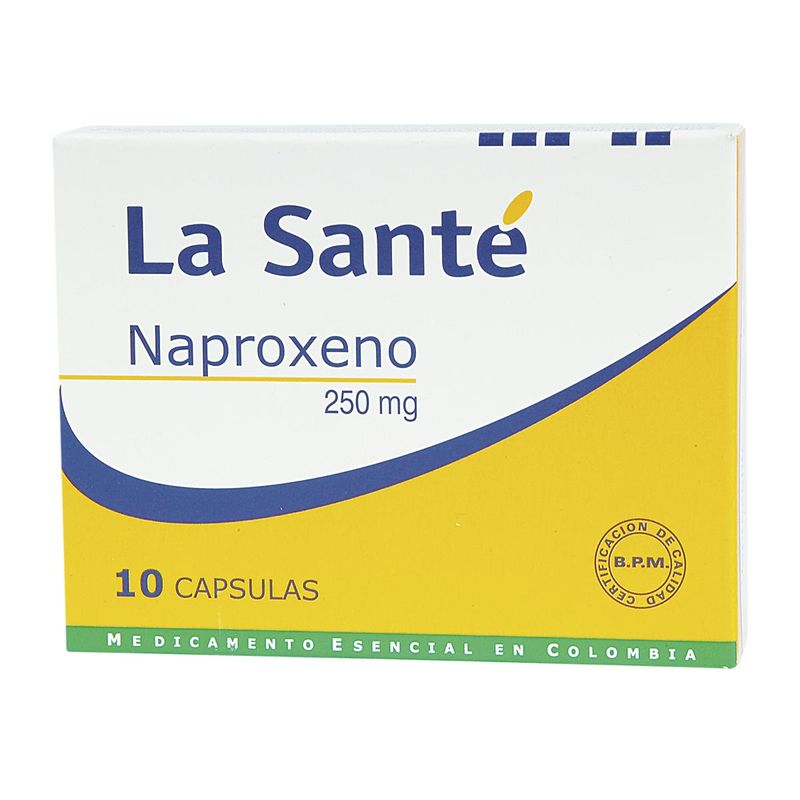 La Santé
Naproxeno
250 mg
10 CAPSULAS
CERTIFICACION DE CALIDAD
B.P.M.
MEDICAMENTO ESENCIAL EN COLOMBIA